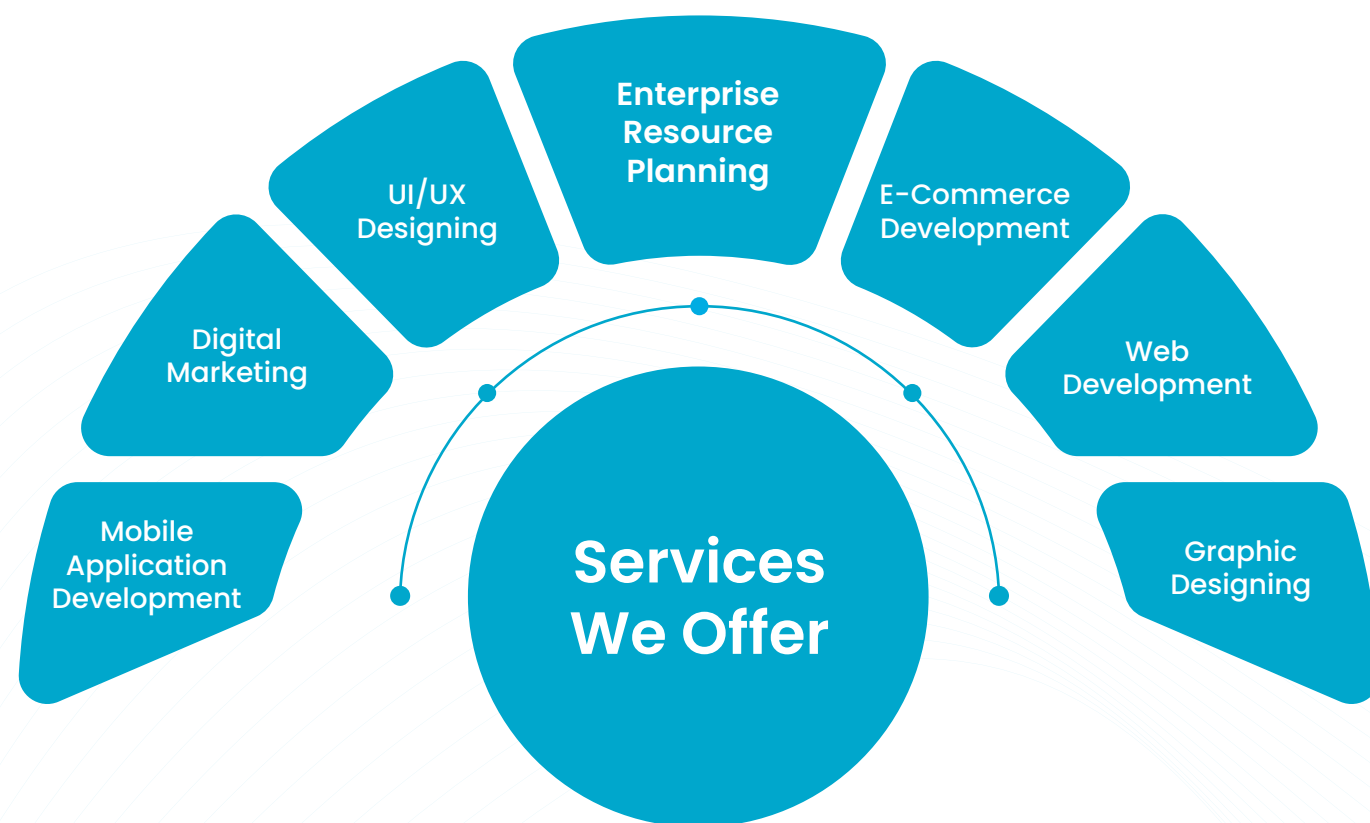 Enterprise
Resource
Planning
UI/UX
Designing
E-Commerce
Development
Digital
Marketing
Web
Development
Mobile
Application
Development
Graphic
Designing
Services
We Offer